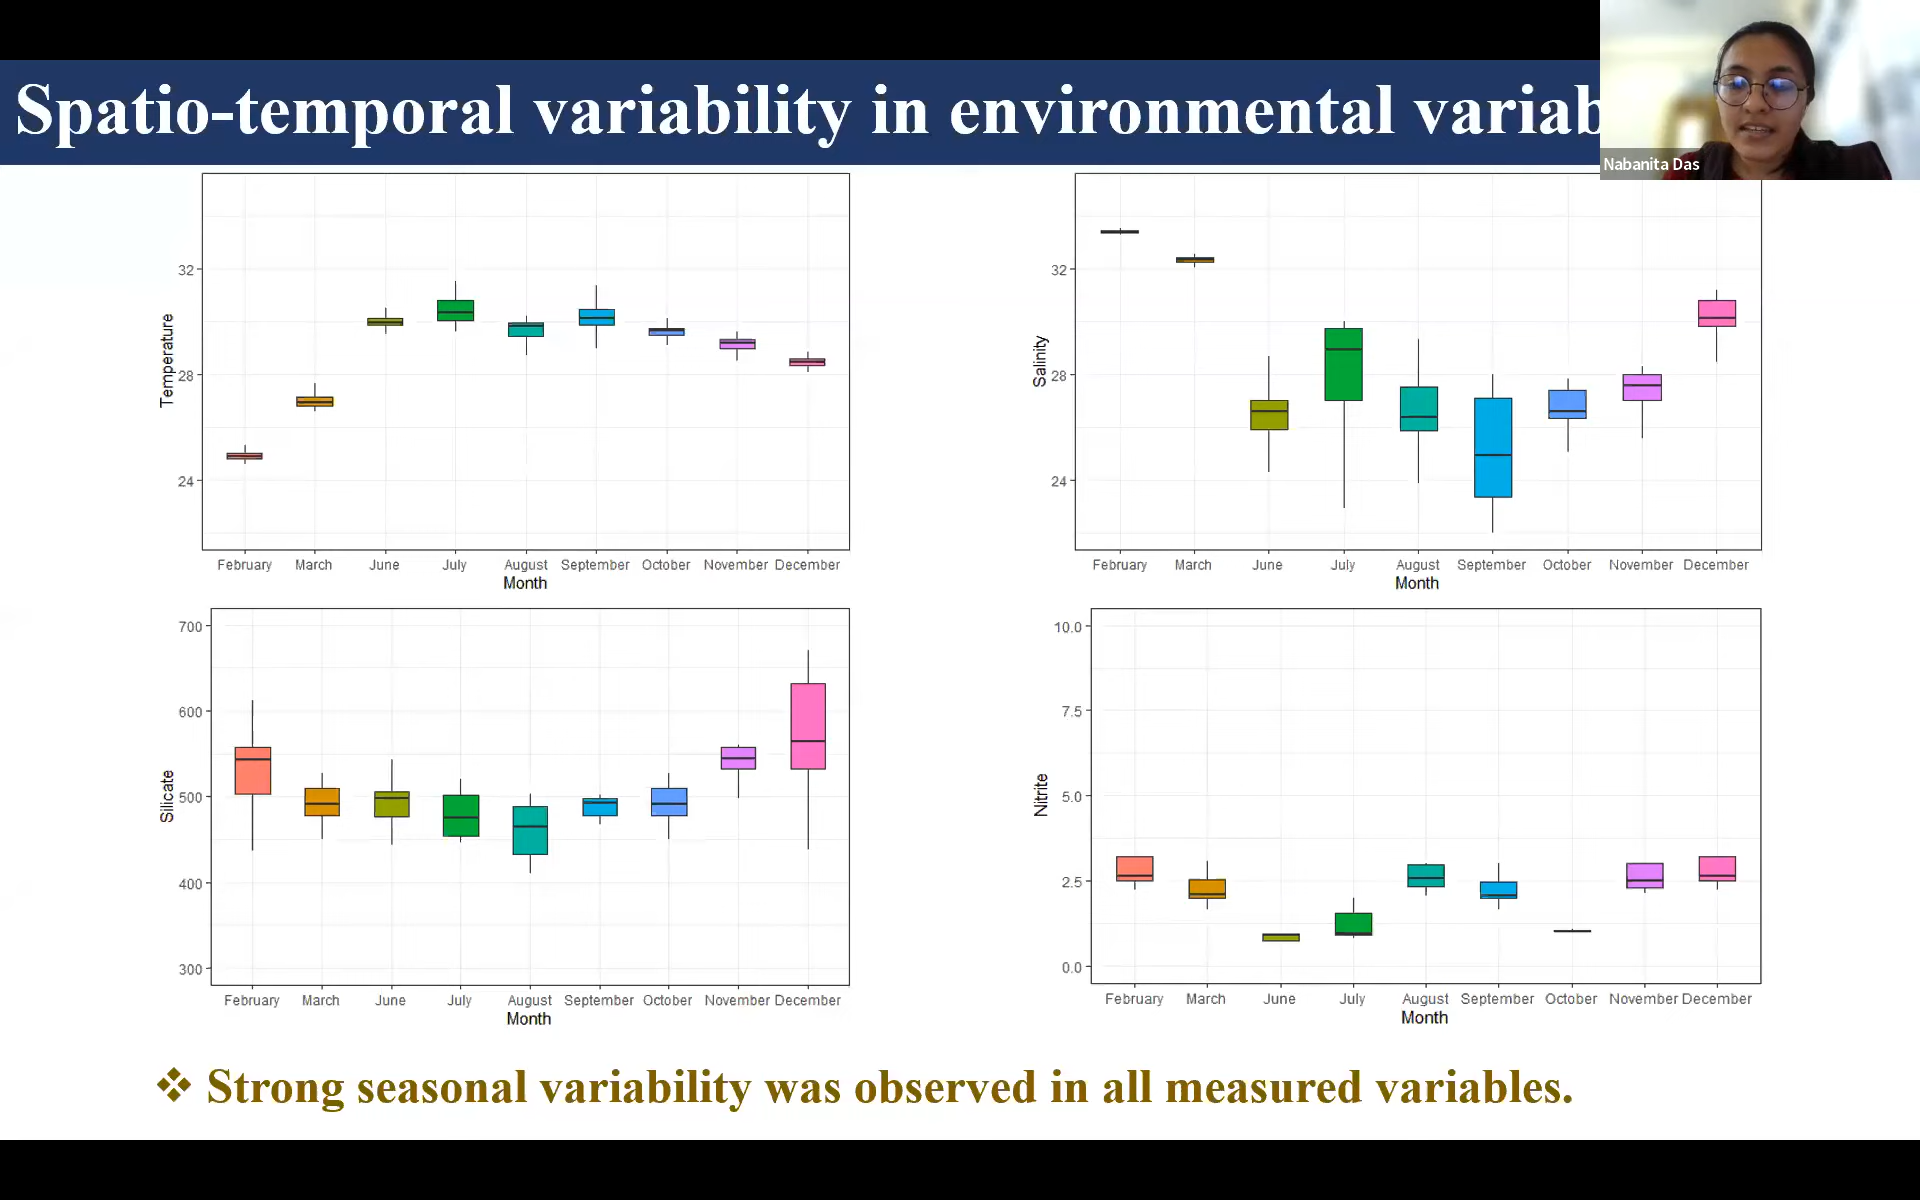 Spatio-temporal variability in environmental variab
Nabanita Das
Temperature
32
28
24
February March June July August September October November December
Month
Salinity
32
28
24
February March June July August September October November December
Month
Silicate
700
600
500
400
300
February March June July August September October November December
Month
Nitrite
10.0
7.5
5.0
2.5
0.0
February March June July August September October November December
Month
❖ Strong seasonal variability was observed in all measured variables.